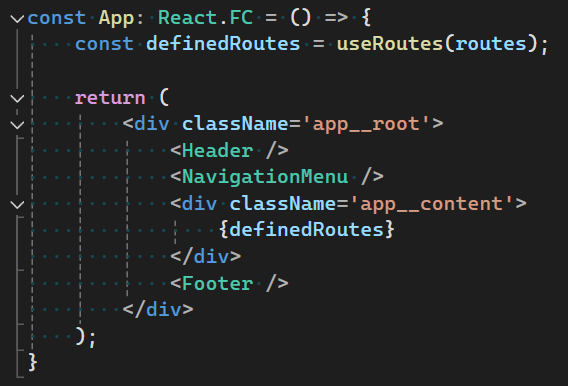 const App: React.FC = () => {
    const definedRoutes = useRoutes(routes);

    return (
        <div className='app__root'>
            <Header />
            <NavigationMenu />
            <div className='app__content'>
                {definedRoutes}
            </div>
            <Footer />
        </div>
    );
}